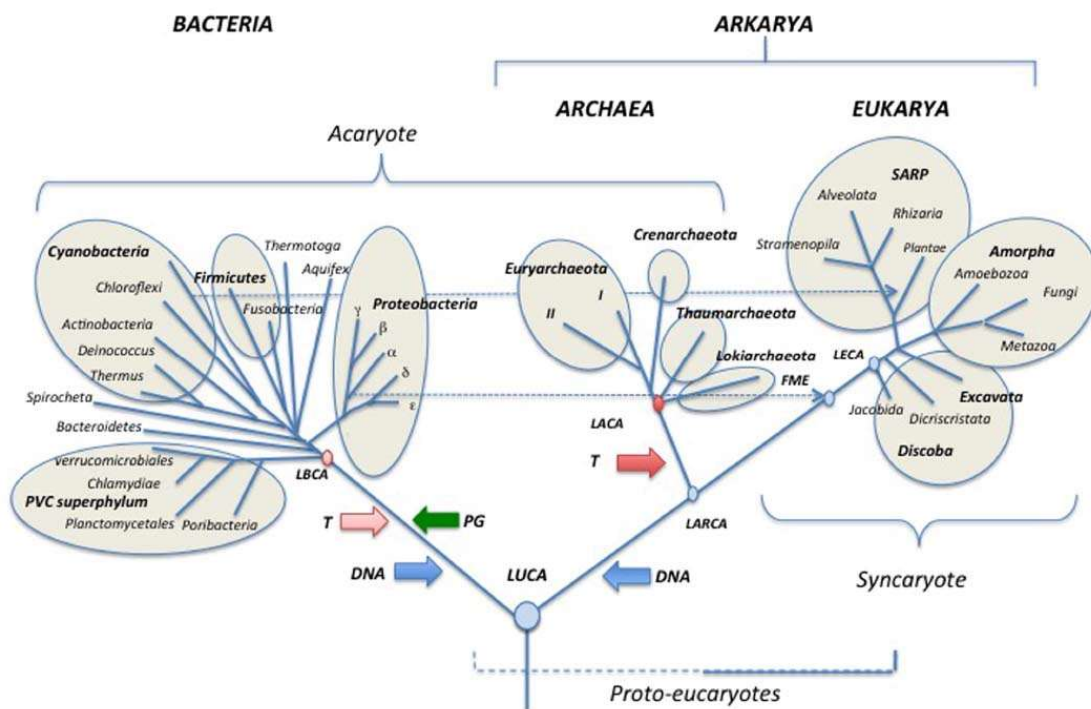 BACTERIA
ARKARYA
ARCHAEA
EUKARYA
Acaryote
SARP
Alveolata
Rhizaria
Stramenopila
Plantae
Amorpha
Amoebozoa
Fungi
Metazoa
Crenarchaeota
Cyanobacteria
Thermotoga
Aquifex
Firmicutes
Fusobacteria
Chloroflexi
Proteobacteria
γ
β
α
δ
ε
Euryarchaeota
I
II
Thaumarchaeota
Lokiarchaeota
Actinobacteria
Deinococcus
Thermus
Spirocheta
Bacteroidetes
LECA
FME
Excavata
Jacobida
Dicriscristata
Discoba
LACA
T
verrucomicrobiales
Chlamydiae
PVC superphylum
Planctomycetales
Poribacteria
LBCA
LARCA
T
PG
DNA
LUCA
DNA
Syncaryote
Proto-eucaryotes